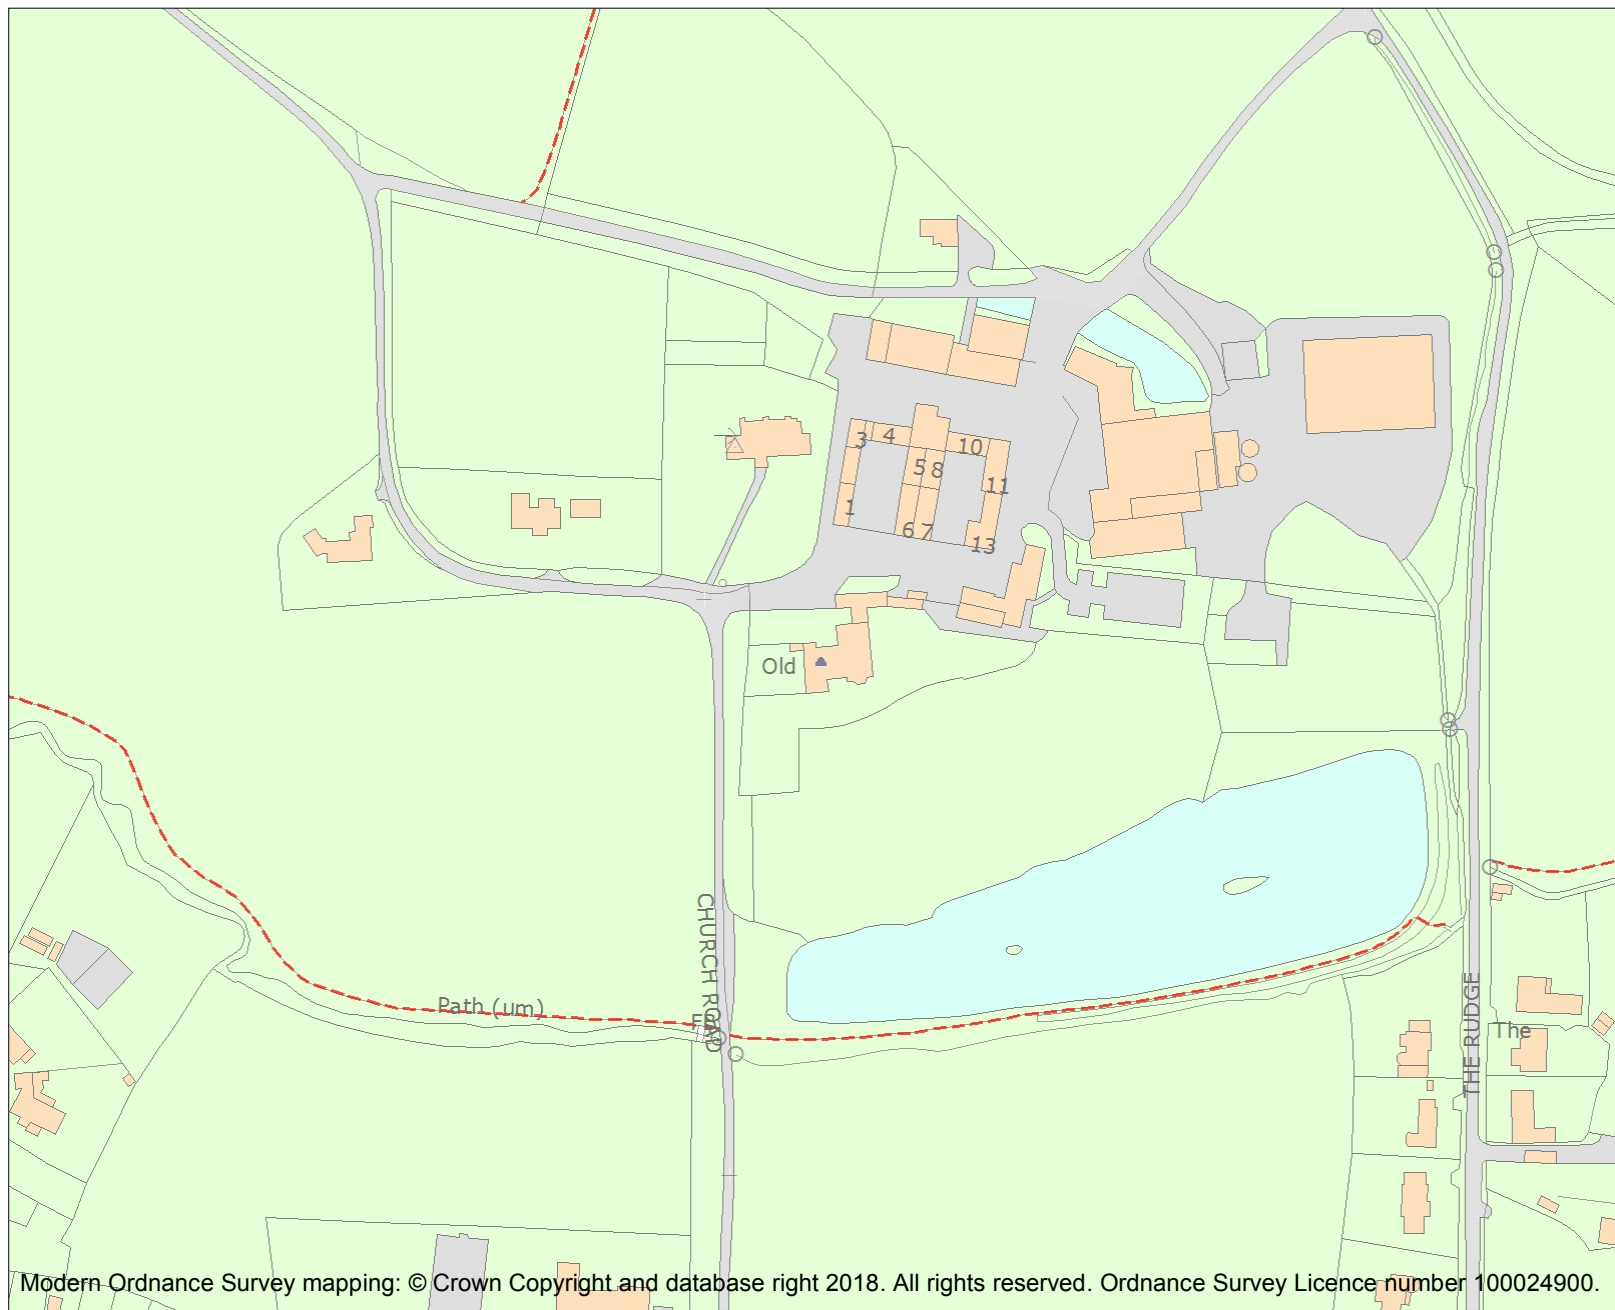 3
4
10
5
8
11
1
6
7
13
Old
CHURCH ROAD
Path (um)
FB
THE RUDGE
The
Modern Ordnance Survey mapping: © Crown Copyright and database right 2018. All rights reserved. Ordnance Survey Licence number 100024900.